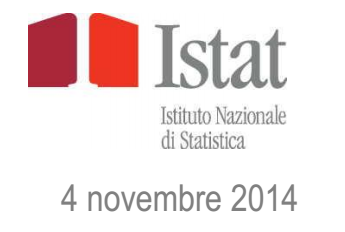 Istat
Istituto Nazionale
di Statistica
4 novembre 2014